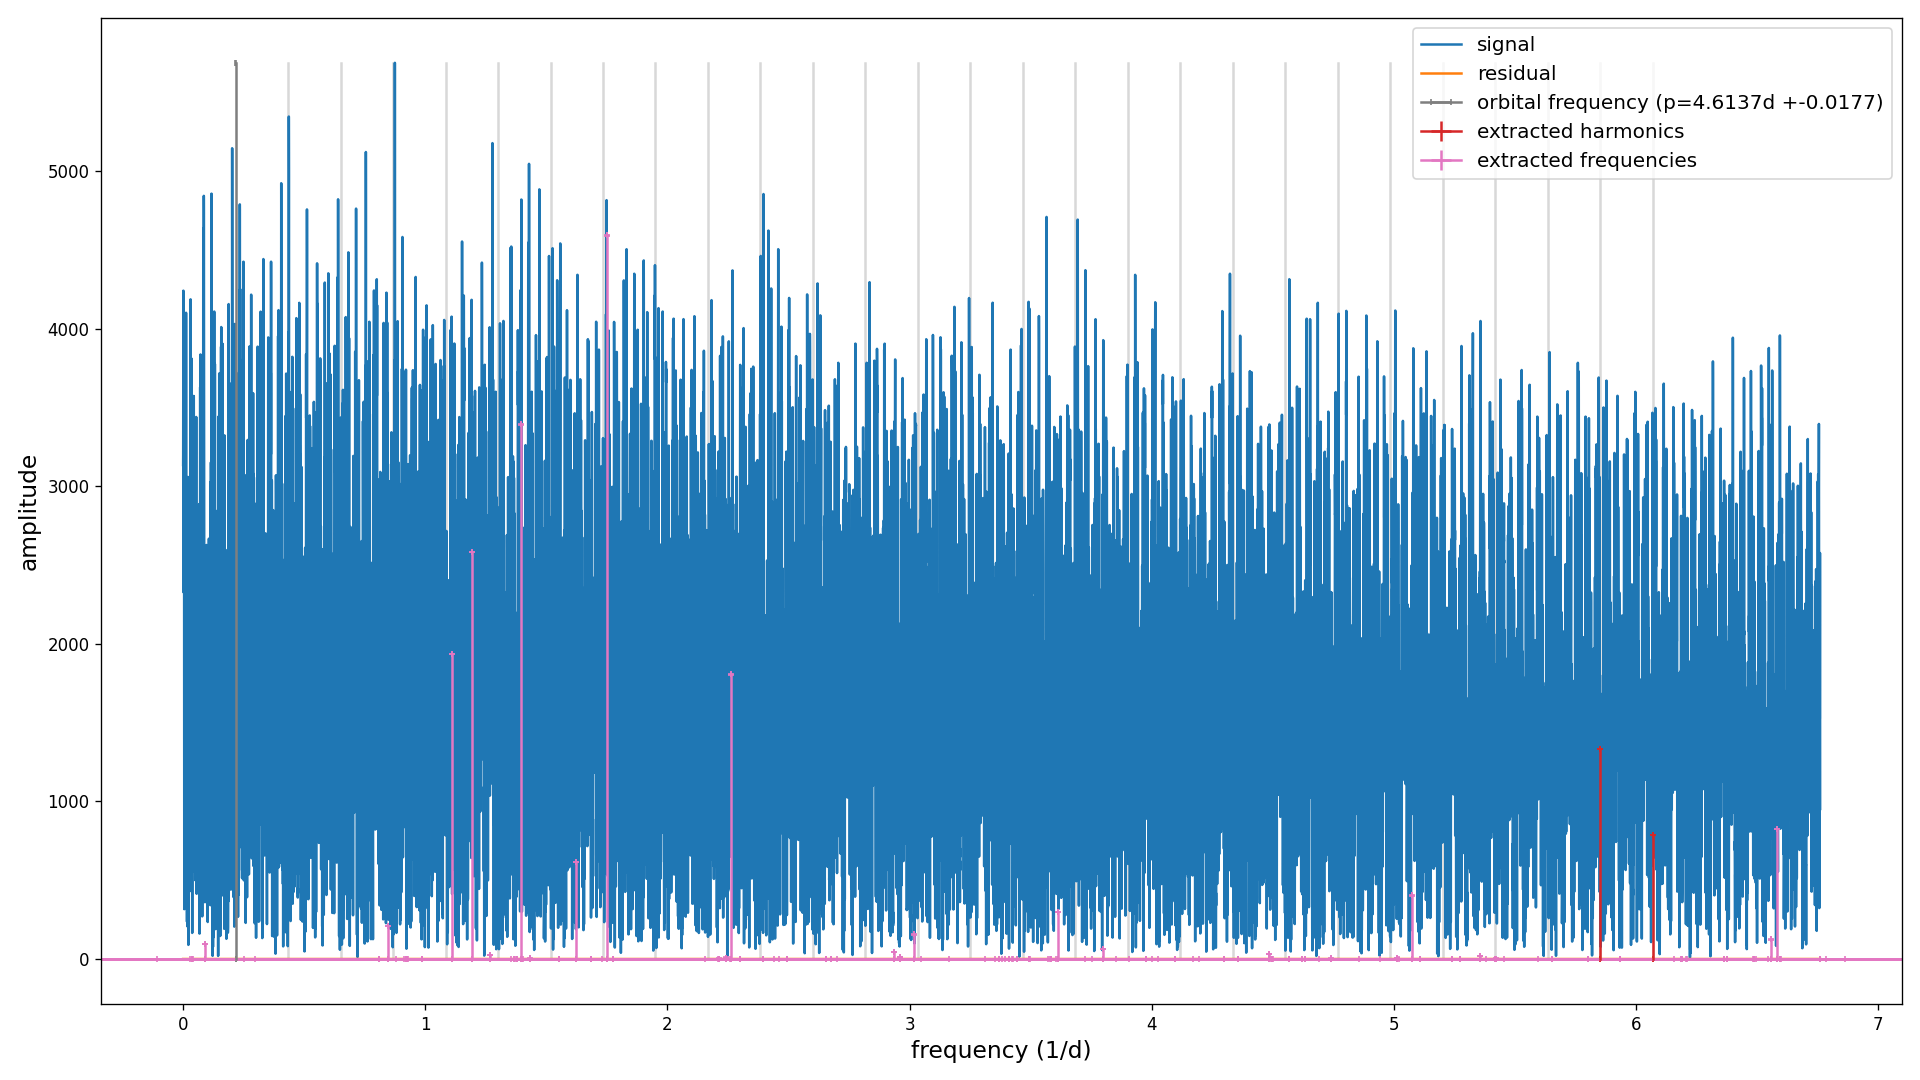 signal
residual
orbital frequency (p=4.6137d +-0.0177)
extracted harmonics
extracted frequencies
amplitude
5000
4000
3000
2000
1000
0
0 1 2 3 4 5 6 7
frequency (1/d)